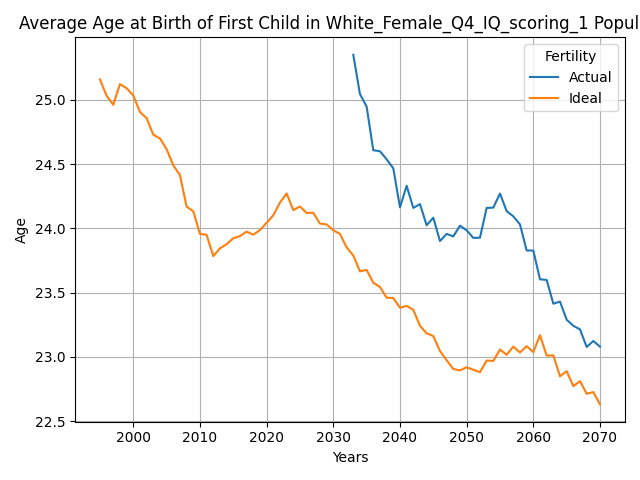 Average Age at Birth of First Child in White_Female_Q4_IQ_scoring_1 Popul
Fertility
Actual
Ideal
25.0
24.5
24.0
23.5
23.0
22.5
Age
2000 2010 2020 2030 2040 2050 2060 2070
Years